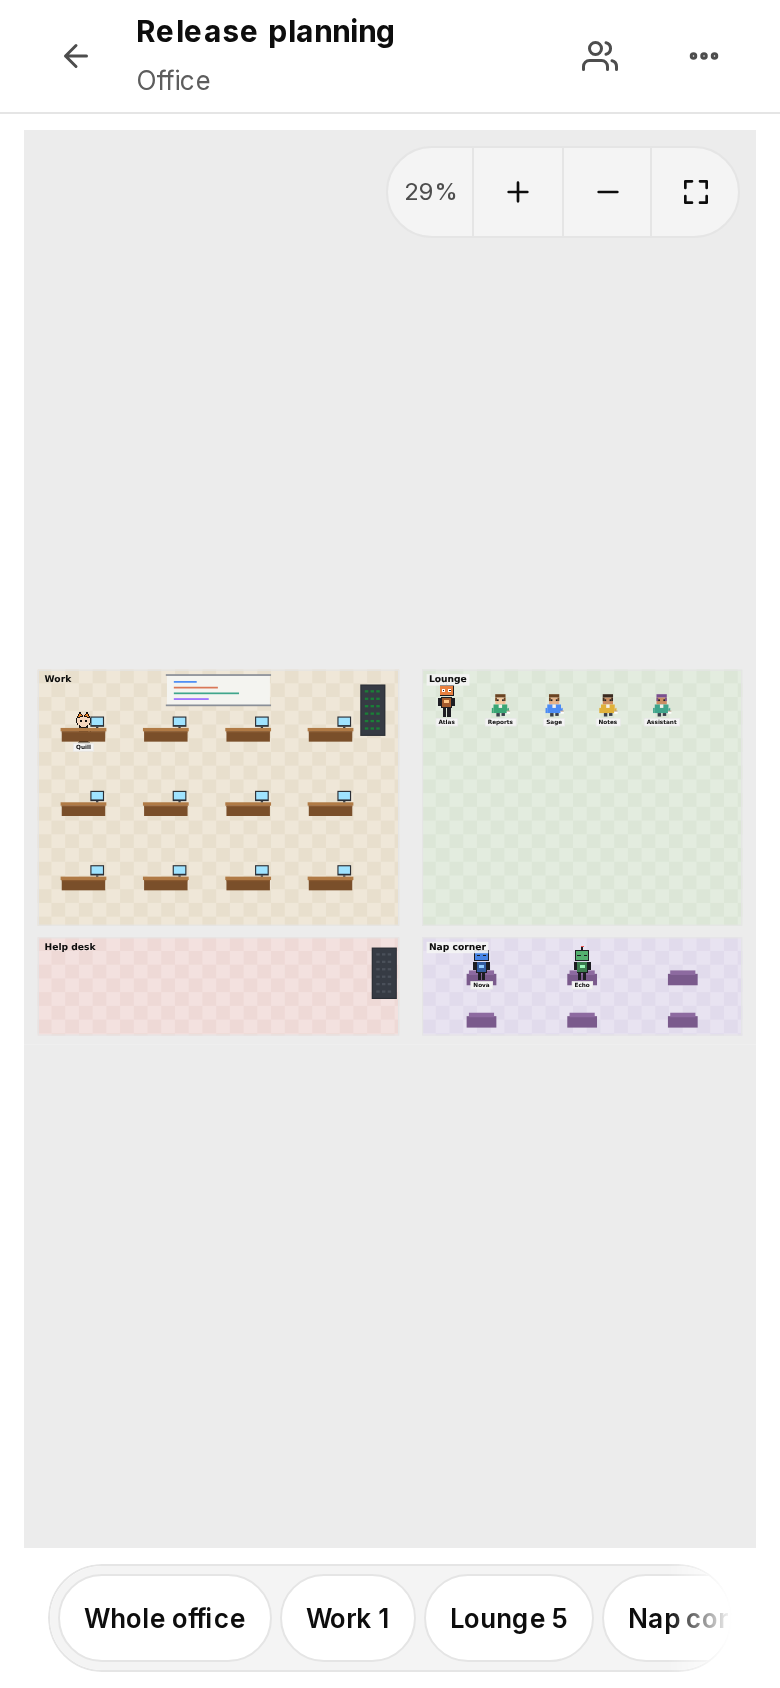 Release planning
Office
29%
Work
Quill
Lounge
Atlas
Reports
Sage
Notes
Assistant
Help desk
Nap corner
Nova
Echo
Whole office
Work 1
Lounge 5
Nap cor